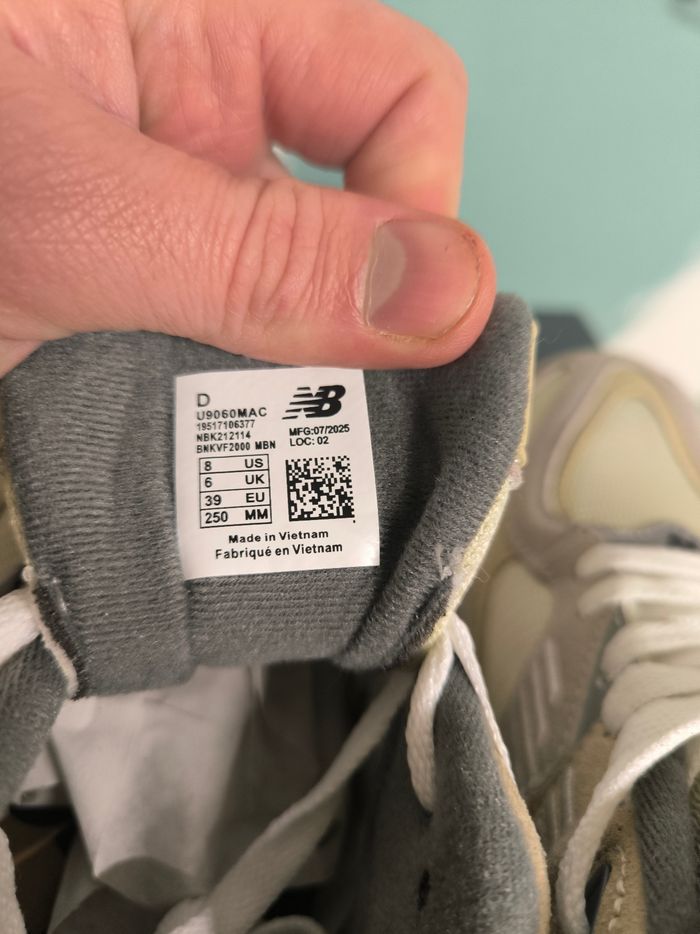 D
U9060MAC
19517106377
NBK212114
BNKVF2000 MBN
NB
MFG:07/2025
LOC: 02
8 US
6 UK
39 EU
250 MM
Made in Vietnam
Fabriqué en Vietnam